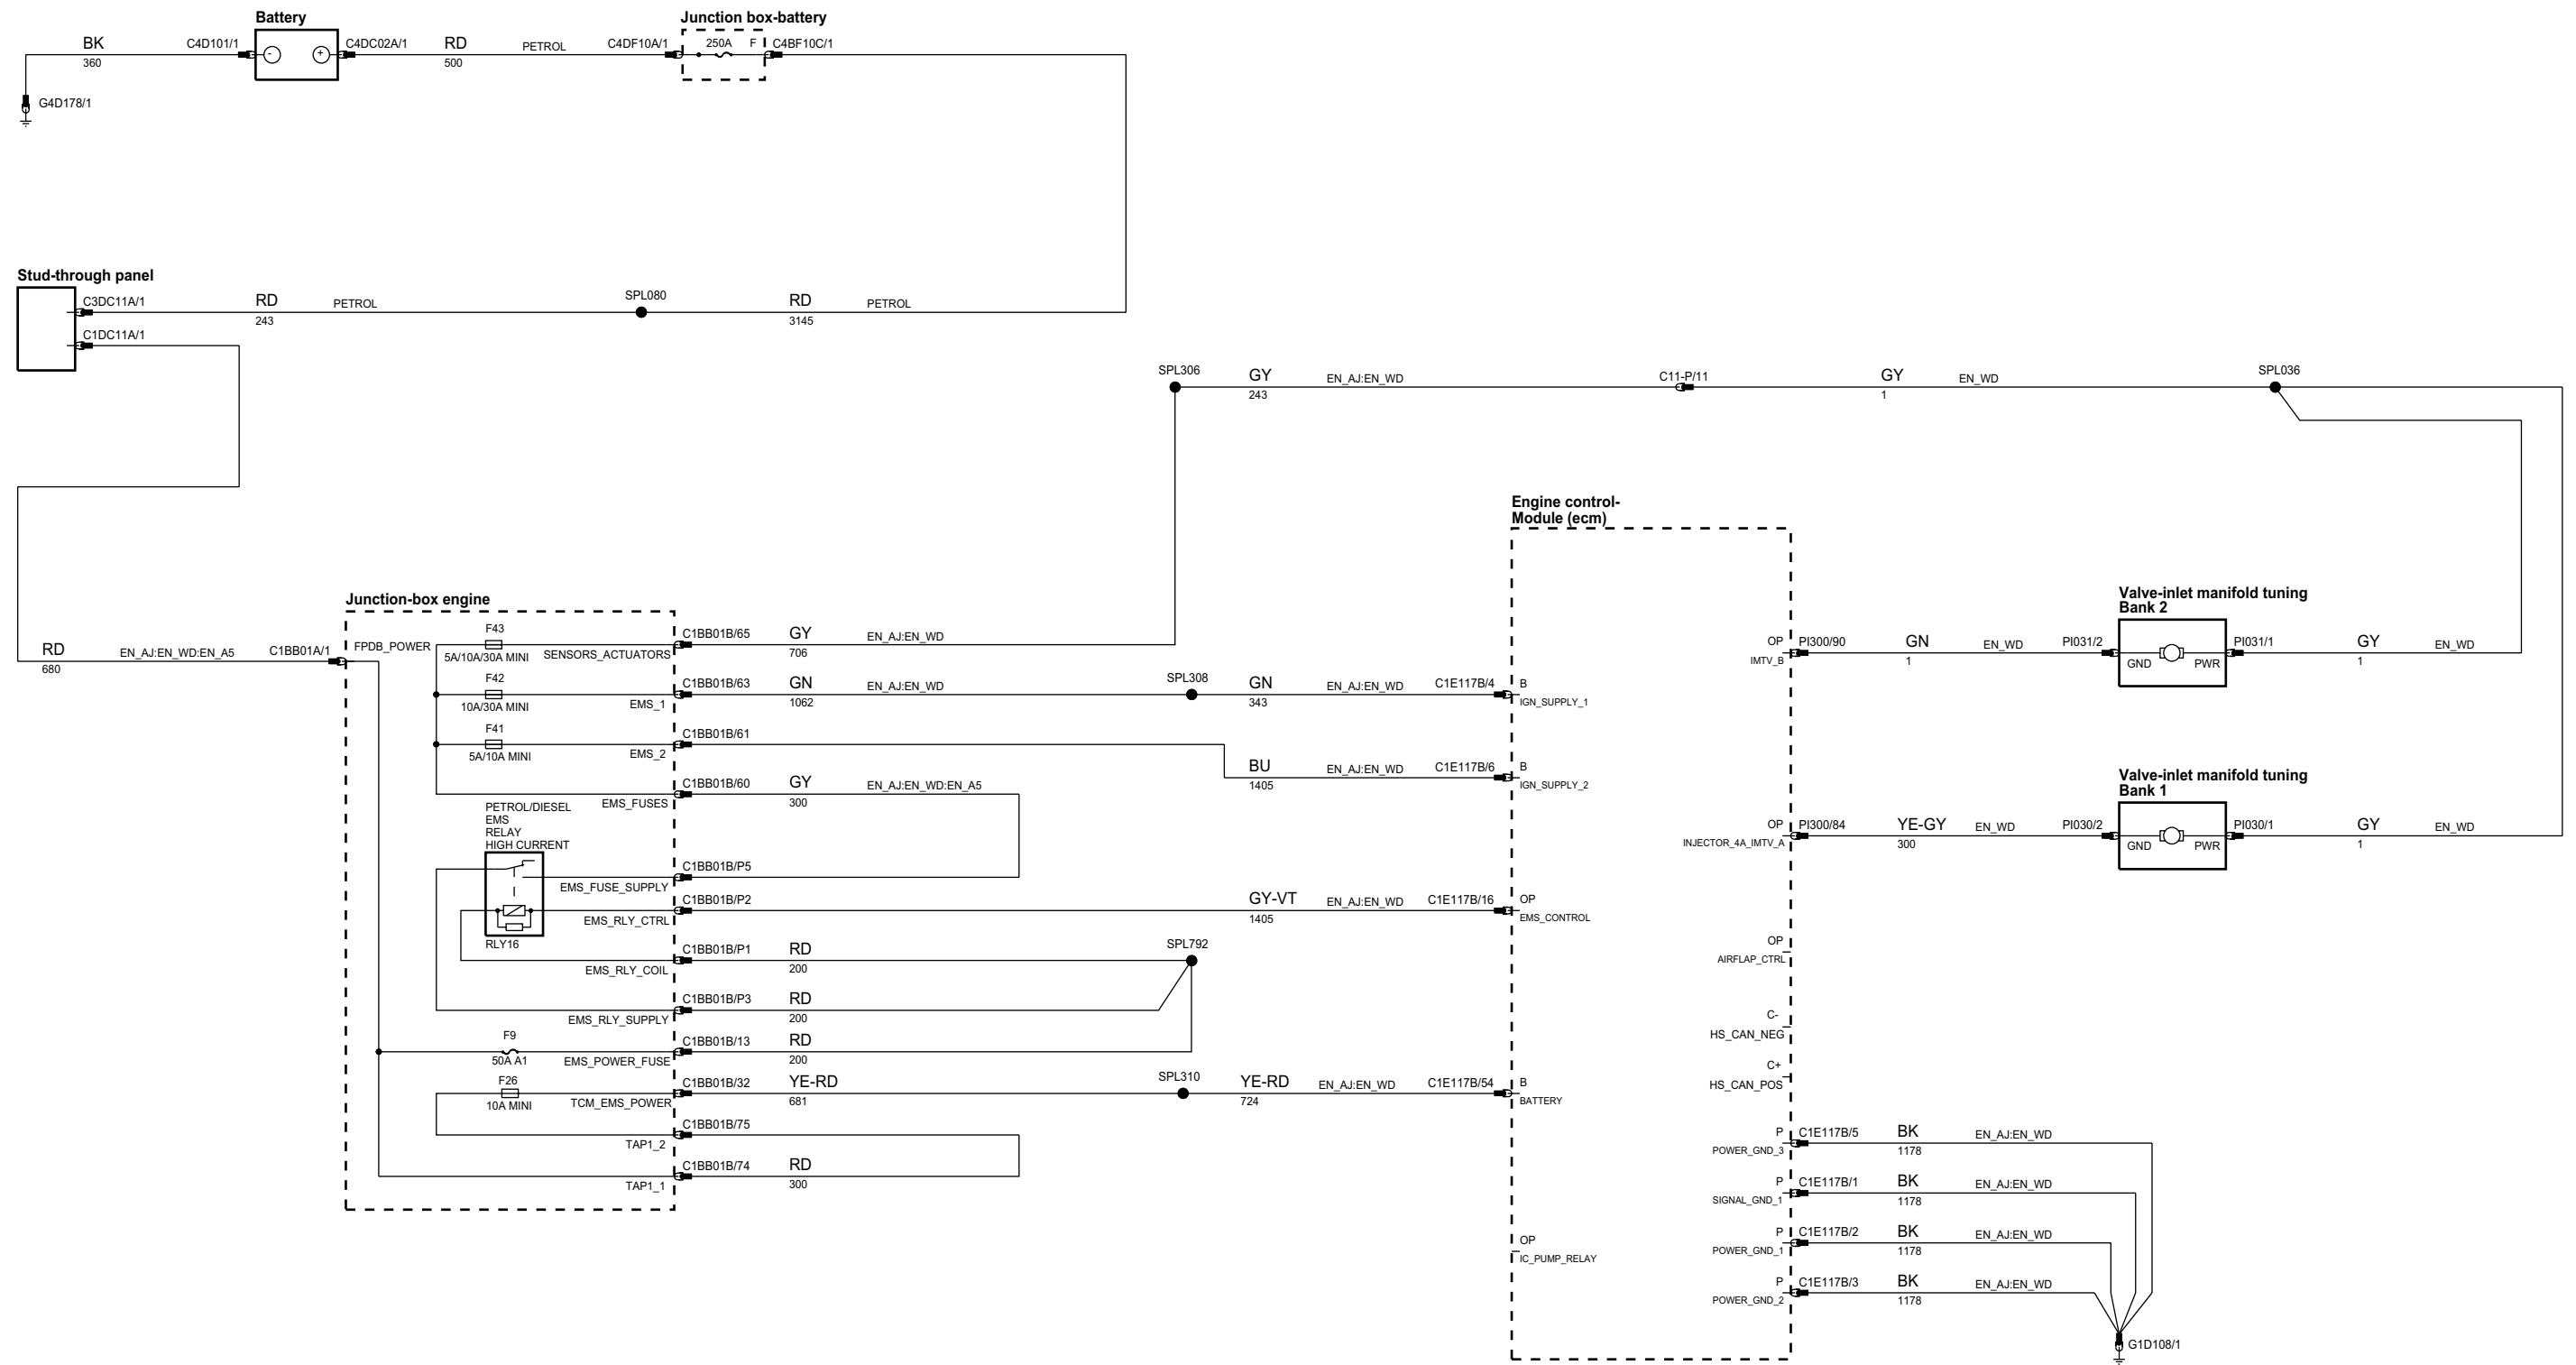 Battery
Junction box-battery
BK
360
C4D101/1
-
+
C4DC02A/1
RD
500
PETROL
C4DF10A/1
250A
F
C4BF10C/1
G4D178/1
Stud-through panel
C3DC11A/1
RD
243
PETROL
SPL080
RD
3145
PETROL
C1DC11A/1
SPL306
GY
243
EN_AJ:EN_WD
C11-P/11
GY
1
EN_WD
SPL036
Engine control-
Module (ecm)
Junction-box engine
RD
680
EN_AJ:EN_WD:EN_A5
C1BB01A/1
FPDB_POWER
F43
5A/10A/30A MINI
SENSORS_ACTUATORS
C1BB01B/65
GY
706
EN_AJ:EN_WD
F42
10A/30A MINI
EMS_1
C1BB01B/63
GN
1062
EN_AJ:EN_WD
SPL308
GN
343
EN_AJ:EN_WD
C1E117B/4
B
IGN_SUPPLY_1
F41
5A/10A MINI
EMS_2
C1BB01B/61
BU
1405
EN_AJ:EN_WD
C1E117B/6
B
IGN_SUPPLY_2
EMS_FUSES
C1BB01B/60
GY
300
EN_AJ:EN_WD:EN_A5
PETROL/DIESEL
EMS
RELAY
HIGH CURRENT
RLY16
EMS_FUSE_SUPPLY
C1BB01B/P5
EMS_RLY_CTRL
C1BB01B/P2
GY-VT
1405
EN_AJ:EN_WD
C1E117B/16
OP
EMS_CONTROL
EMS_RLY_COIL
C1BB01B/P1
RD
200
SPL792
EMS_RLY_SUPPLY
C1BB01B/P3
RD
200
F9
50A A1
EMS_POWER_FUSE
C1BB01B/13
RD
200
F26
10A MINI
TCM_EMS_POWER
C1BB01B/32
YE-RD
681
SPL310
YE-RD
724
EN_AJ:EN_WD
C1E117B/54
B
BATTERY
TAP1_2
C1BB01B/75
TAP1_1
C1BB01B/74
RD
300
OP
IC_PUMP_RELAY
Valve-inlet manifold tuning
Bank 2
OP
IMTV_B
PI300/90
GN
1
EN_WD
PI031/2
GND
PWR
PI031/1
GY
1
EN_WD
Valve-inlet manifold tuning
Bank 1
OP
INJECTOR_4A_IMTV_A
PI300/84
YE-GY
300
EN_WD
PI030/2
GND
PWR
PI030/1
GY
1
EN_WD
OP
AIRFLAP_CTRL
C-
HS_CAN_NEG
C+
HS_CAN_POS
P
POWER_GND_3
C1E117B/5
BK
1178
EN_AJ:EN_WD
P
SIGNAL_GND_1
C1E117B/1
BK
1178
EN_AJ:EN_WD
P
POWER_GND_1
C1E117B/2
BK
1178
EN_AJ:EN_WD
P
POWER_GND_2
C1E117B/3
BK
1178
EN_AJ:EN_WD
G1D108/1